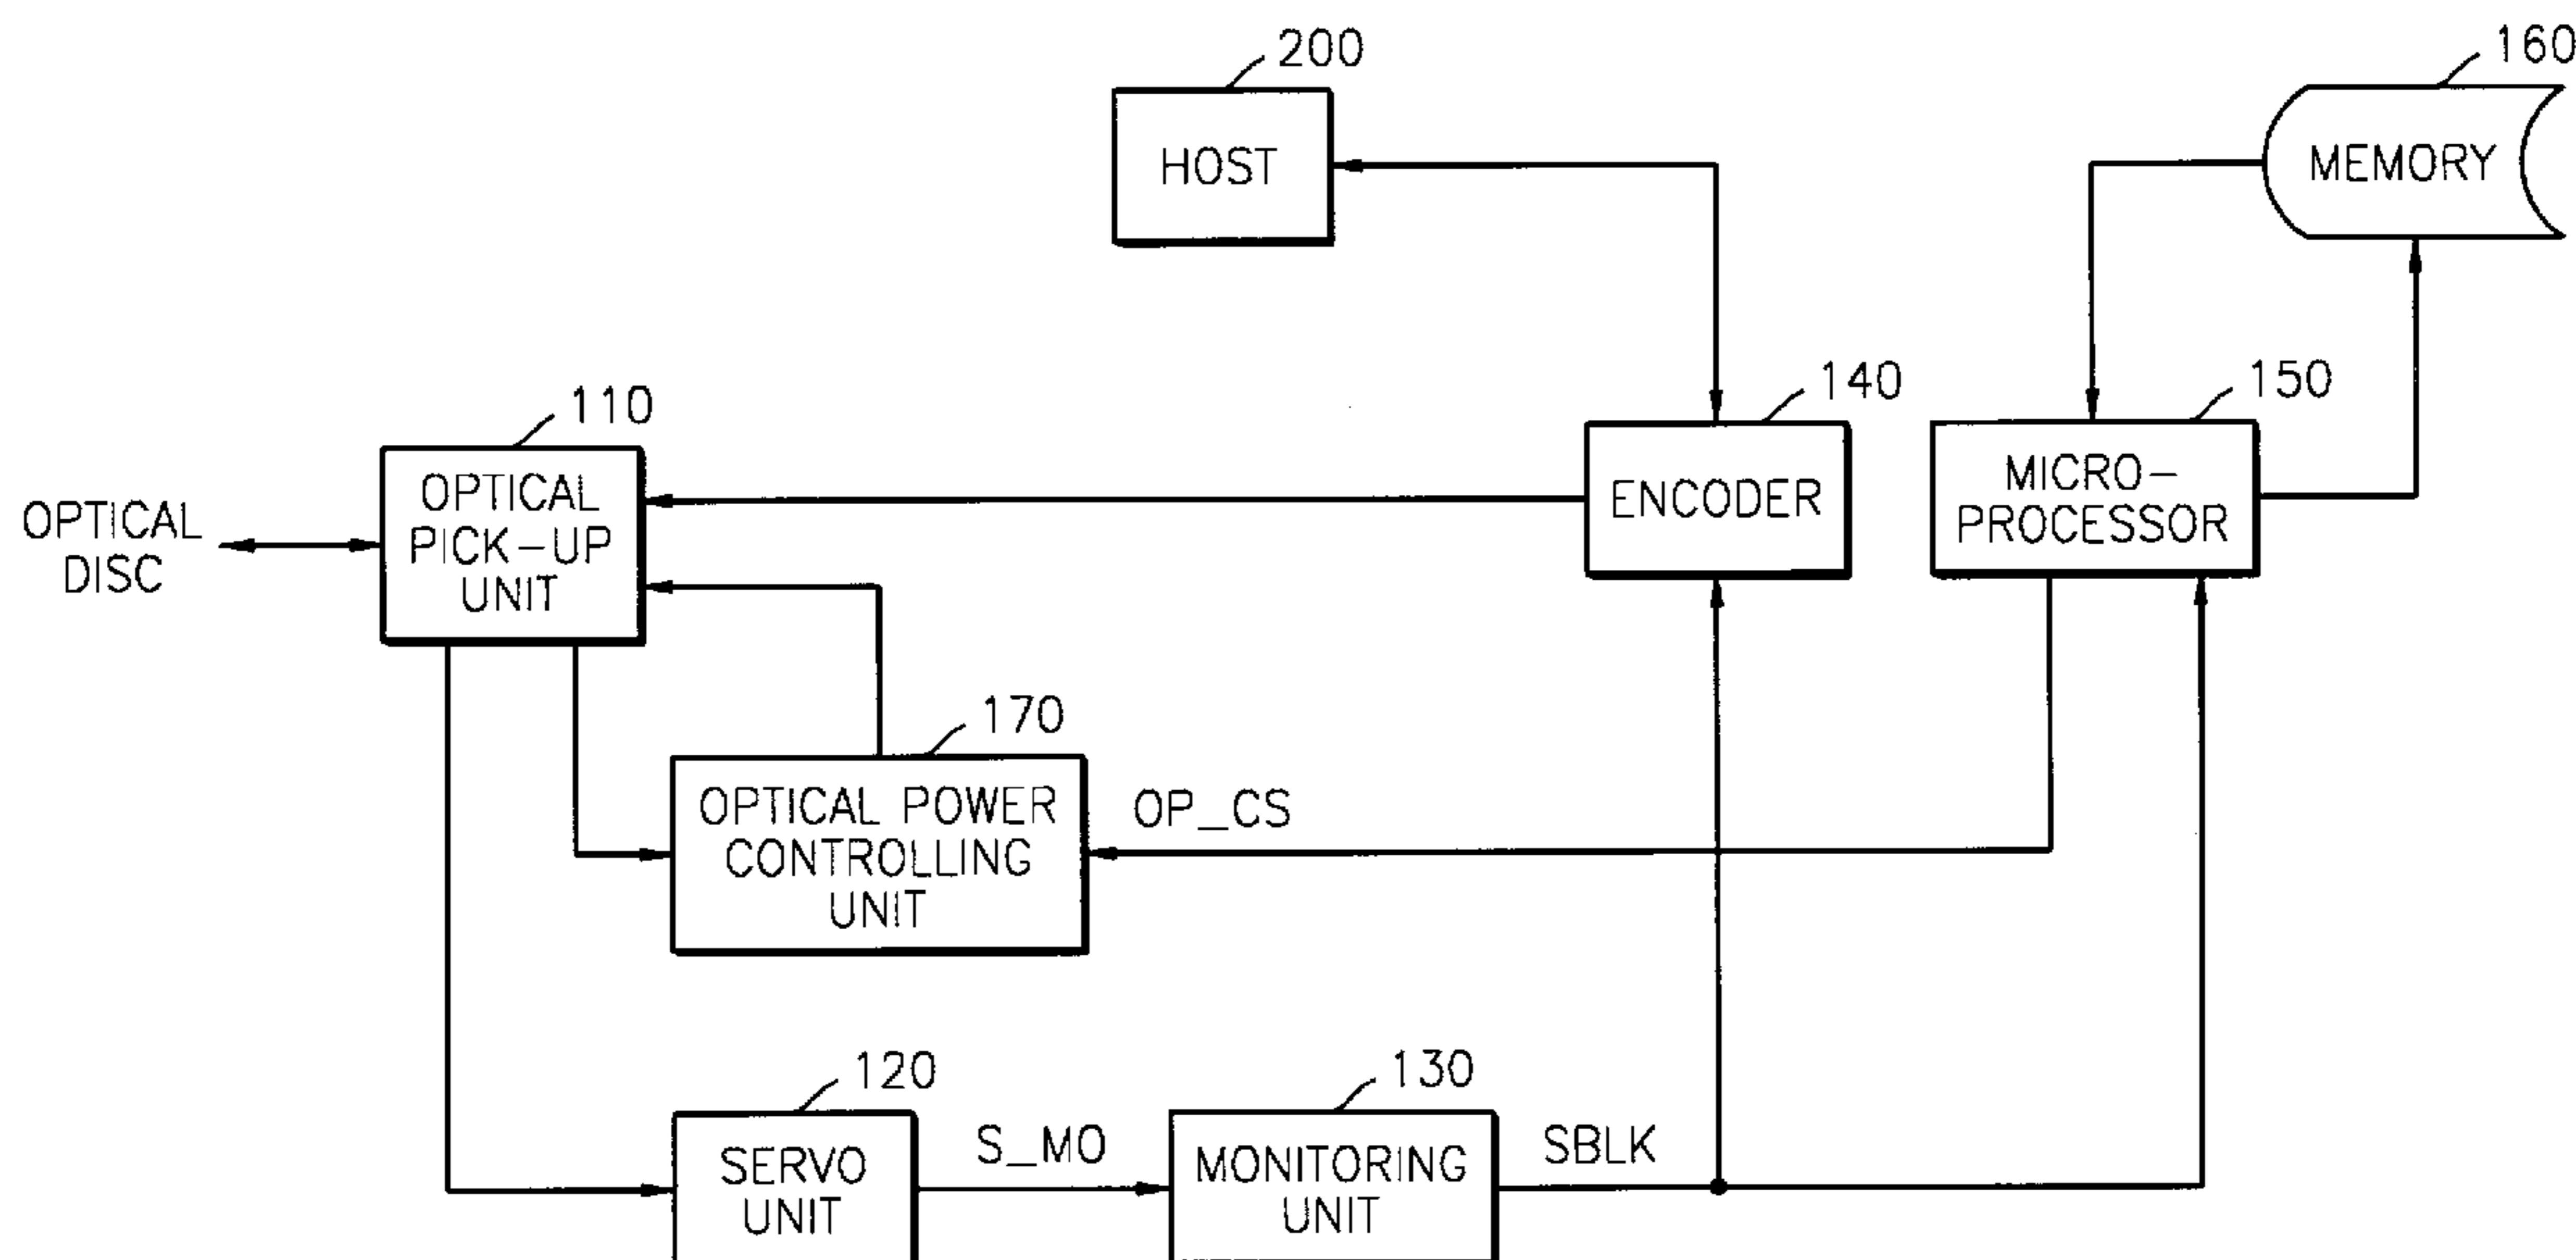 200
HOST
160
MEMORY
110
OPTICAL
PICK-UP
UNIT
OPTICAL
DISC
140
ENCODER
150
MICRO-
PROCESSOR
170
OPTICAL POWER
CONTROLLING
UNIT
OP_CS
120
SERVO
UNIT
S_MO
130
MONITORING
UNIT
SBLK